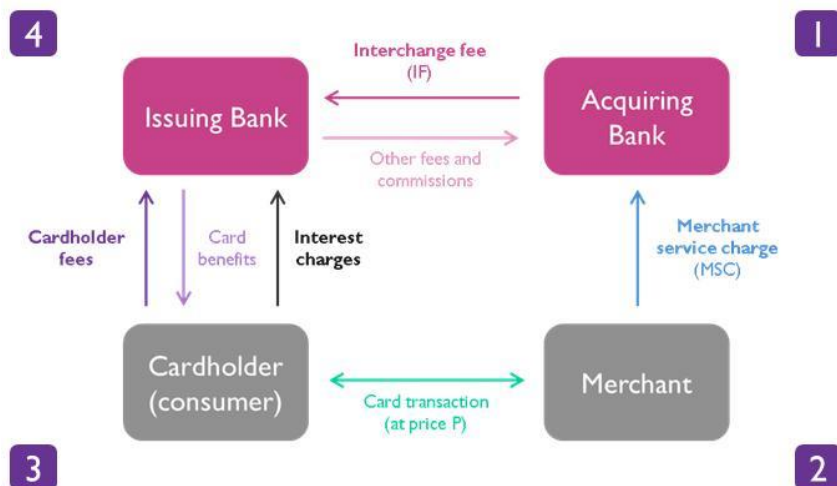 4
1
Interchange fee
(IF)
Issuing Bank
Acquiring
Bank
Other fees and
commissions
Cardholder
fees
Card
benefits
Interest
charges
Merchant
service charge
(MSC)
Cardholder
(consumer)
Card transaction
(at price P)
Merchant
3
2